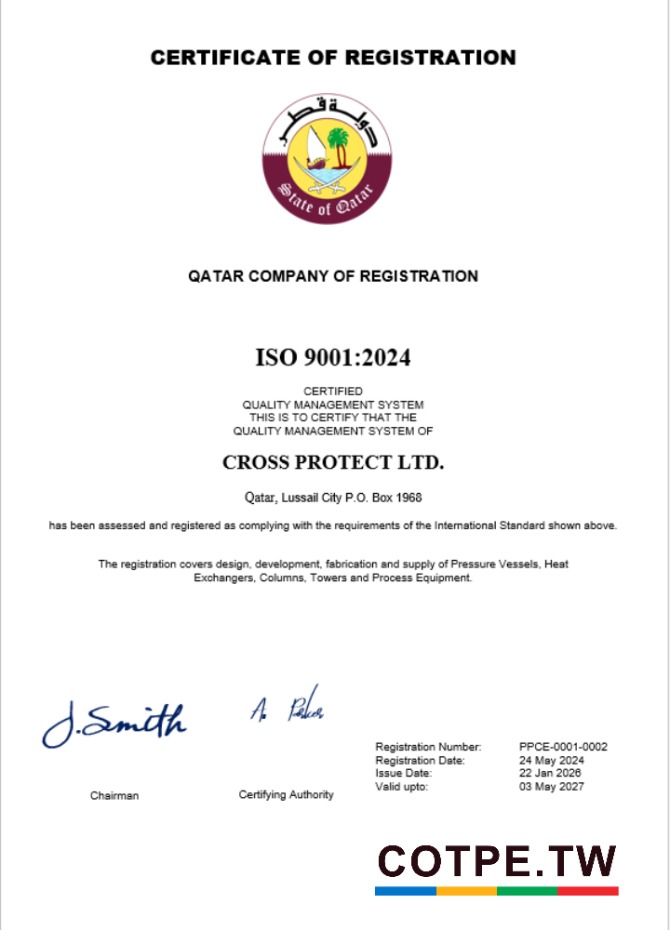 CERTIFICATE OF REGISTRATION
دولة قطر
State of Qatar
QATAR COMPANY OF REGISTRATION
ISO 9001:2024
CERTIFIED
QUALITY MANAGEMENT SYSTEM
THIS IS TO CERTIFY THAT THE
QUALITY MANAGEMENT SYSTEM OF
CROSS PROTECT LTD.
Qatar, Lussail City P.O. Box 1968
has been assessed and registered as complying with the requirements of the International Standard shown above.
The registration covers design, development, fabrication and supply of Pressure Vessels, Heat
Exchangers, Columns, Towers and Process Equipment.
J. Smith
A. Parker
Chairman
Certifying Authority
Registration Number: PPCE-0001-0002
Registration Date: 24 May 2024
Issue Date: 22 Jan 2026
Valid upto: 03 May 2027
COTPE.TW